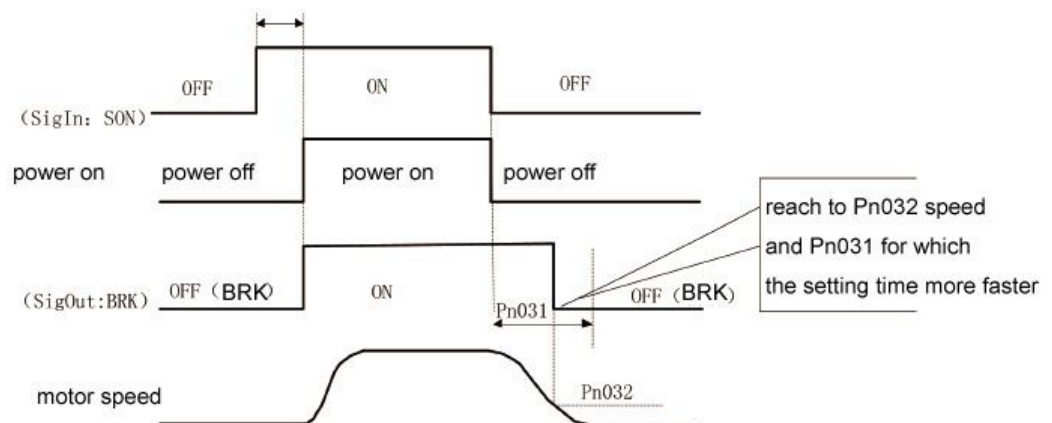 OFF ON OFF
(SigIn: SON)
power on power off power on power off
reach to Pn032 speed
and Pn031 for which
the setting time more faster
(SigOut:BRK) OFF (BRK) ON Pn031 OFF (BRK)
motor speed Pn032